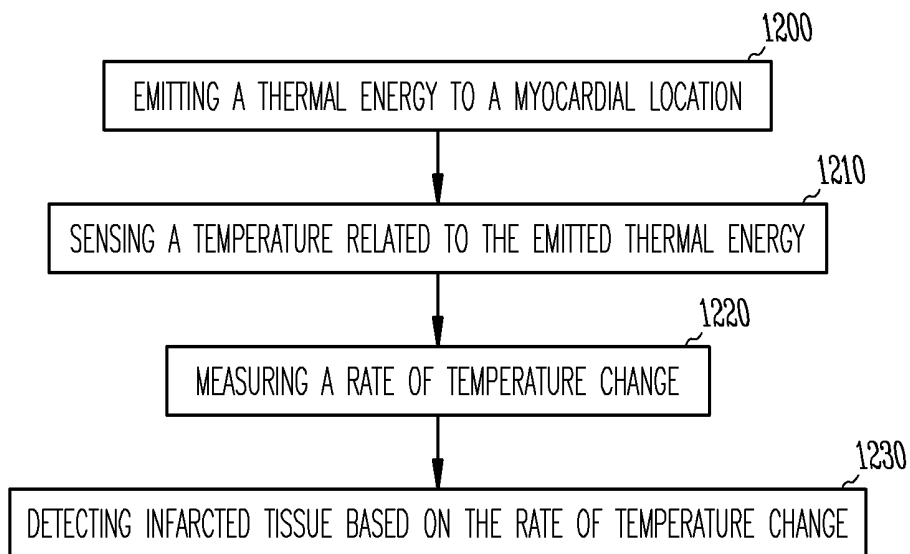 1200
EMITTING A THERMAL ENERGY TO A MYOCARDIAL LOCATION
1210
SENSING A TEMPERATURE RELATED TO THE EMITTED THERMAL ENERGY
1220
MEASURING A RATE OF TEMPERATURE CHANGE
1230
DETECTING INFARCTED TISSUE BASED ON THE RATE OF TEMPERATURE CHANGE